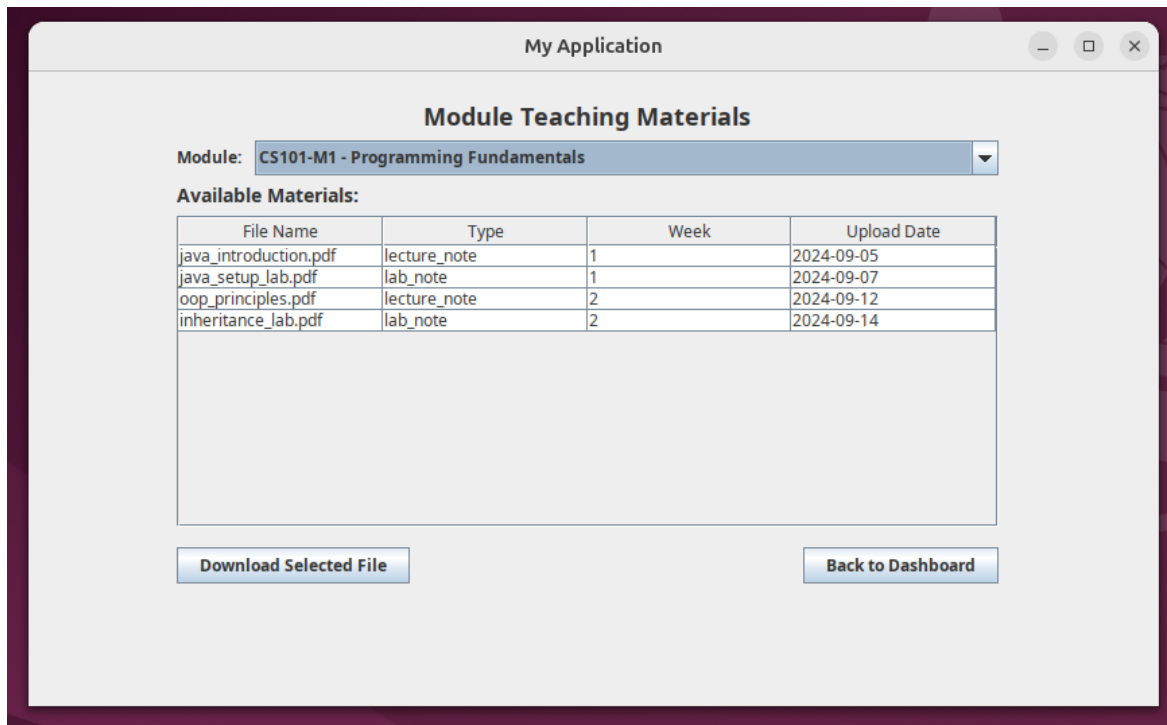 My Application
Module Teaching Materials
Module: CS101-M1 - Programming Fundamentals
Available Materials:
File Name Type Week Upload Date
java_introduction.pdf lecture_note 1 2024-09-05
java_setup_lab.pdf lab_note 1 2024-09-07
oop_principles.pdf lecture_note 2 2024-09-12
inheritance_lab.pdf lab_note 2 2024-09-14
Download Selected File Back to Dashboard